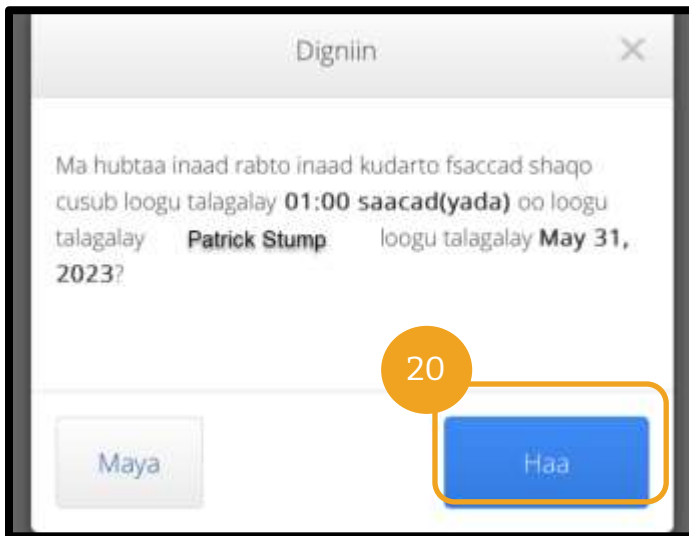 Digniin
Ma hubtaa inaad rabto inaad kudarto fsaccad shaqo
cusub loogu talagalay 01:00 saacad(yada) oo loogu
talagalay Patrick Stump loogu talagalay May 31,
2023?
20
Maya Haa